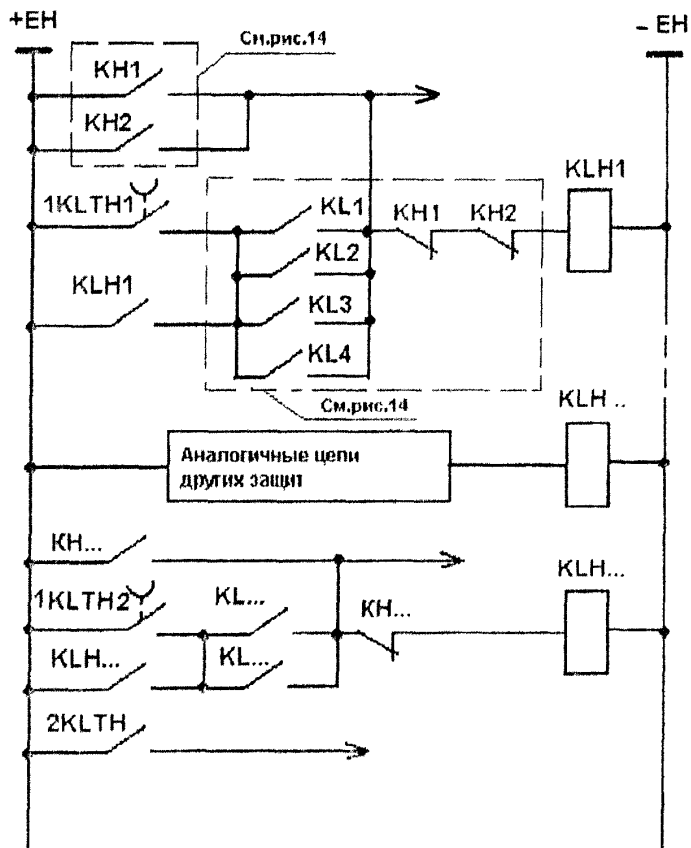 +EH
– EH
См.рис.14
KH1
KH2
KLH1
1KLTH1
KL1
KH1
KH2
KL2
KLH1
KL3
KL4
См.рис.14
KLH ..
Аналогичные цепи
других защит
KH...
KLH...
1KLTH2
KL...
KH...
KLH...
KL...
2KLTH